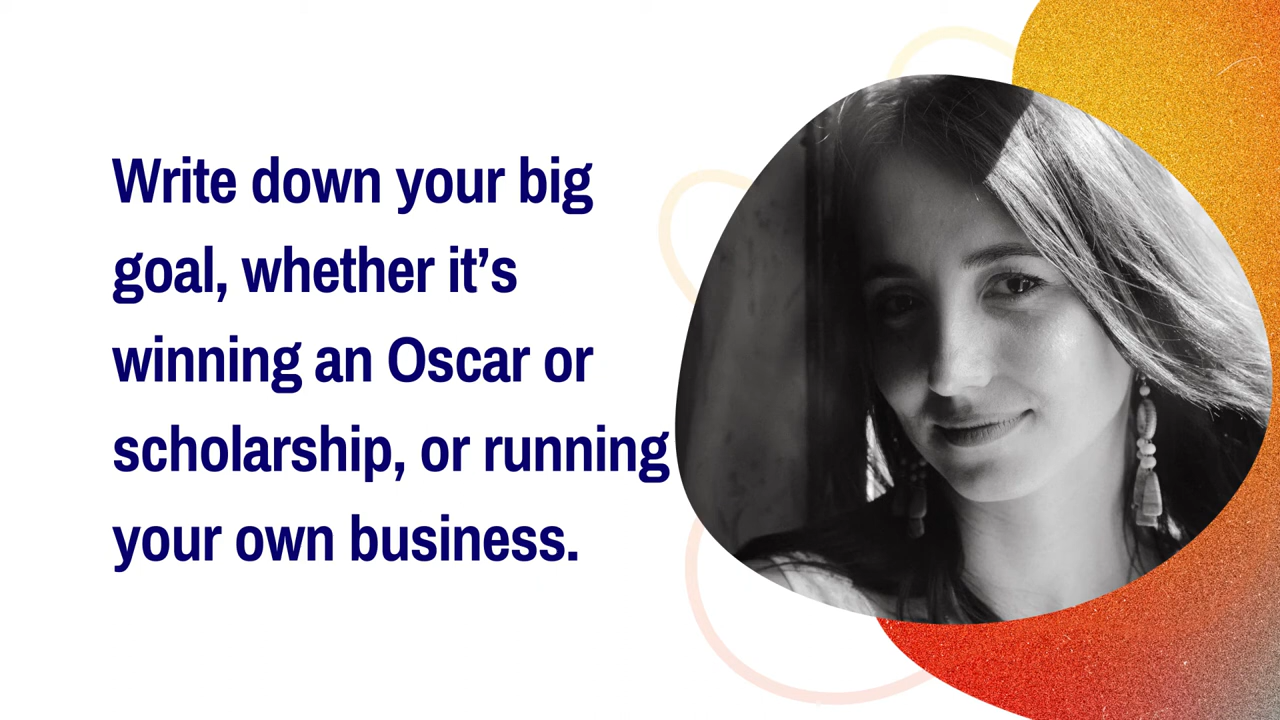 Write down your big
goal, whether it’s
winning an Oscar or
scholarship, or running
your own business.